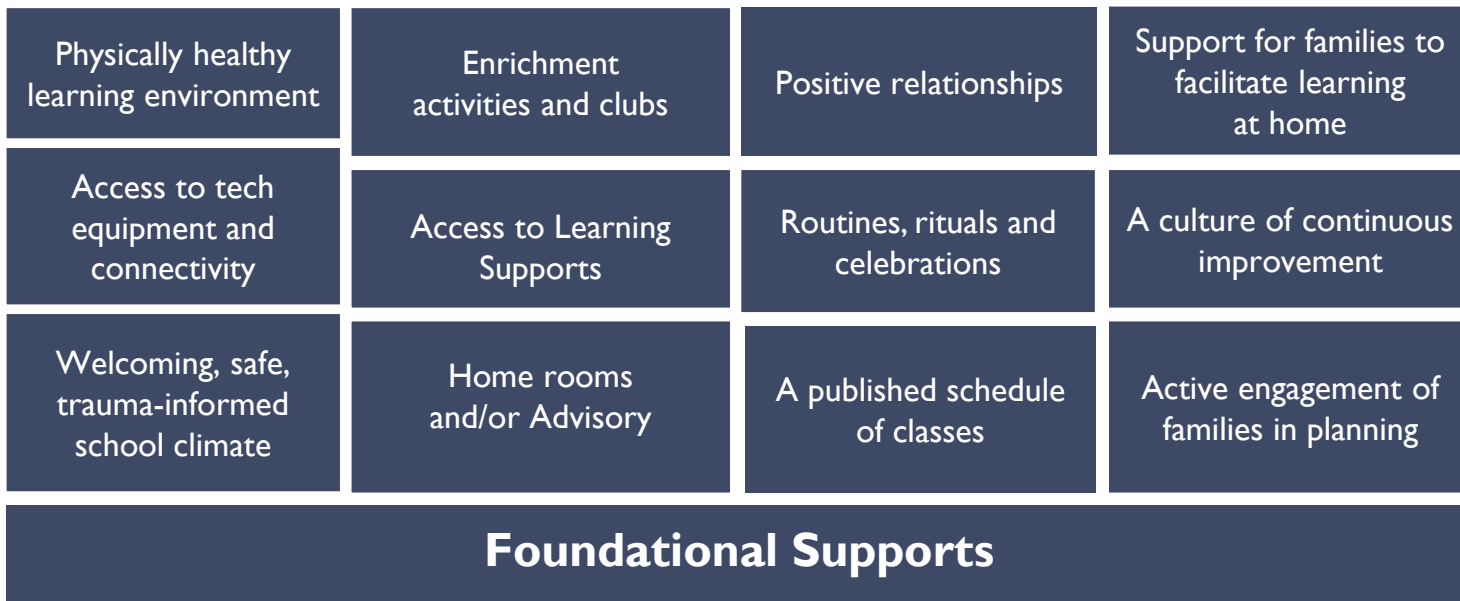 Physically healthy
learning environment
Enrichment
activities and clubs
Positive relationships
Support for families to
facilitate learning
at home
Access to tech
equipment and
connectivity
Access to Learning
Supports
Routines, rituals and
celebrations
A culture of continuous
improvement
Welcoming, safe,
trauma-informed
school climate
Home rooms
and/or Advisory
A published schedule
of classes
Active engagement of
families in planning
Foundational Supports